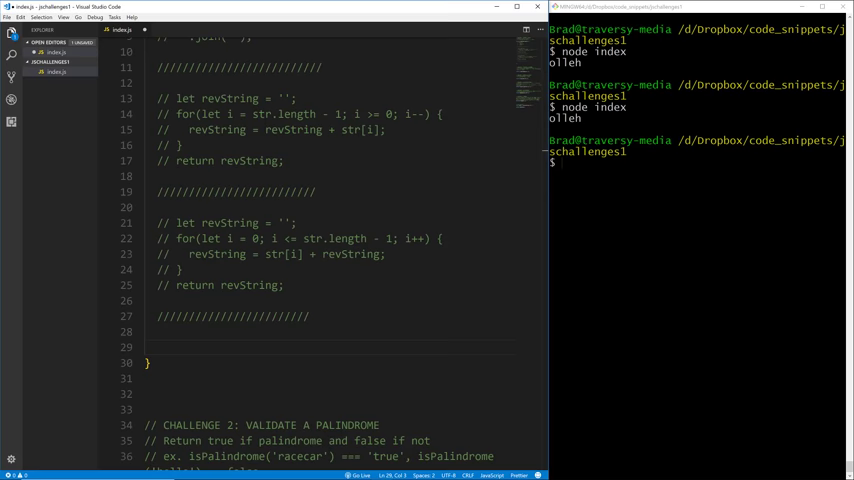 index.js - jschallenges1 - Visual Studio Code
File Edit Selection View Go Debug Tasks Help
EXPLORER
OPEN EDITORS 1 UNSAVED
index.js
JSCHALLENGES1
index.js
index.js
10 // .join('');
11 //////////////////////////
12
13 // let revString = '';
14 // for(let i = str.length - 1; i >= 0; i--) {
15 //   revString = revString + str[i];
16 // }
17 // return revString;
18
19 /////////////////////////
20
21 // let revString = '';
22 // for(let i = 0; i <= str.length - 1; i++) {
23 //   revString = str[i] + revString;
24 // }
25 // return revString;
26
27 ////////////////////////
28
29
30 }
31
32
33
34 // CHALLENGE 2: VALIDATE A PALINDROME
35 // Return true if palindrome and false if not
36 // ex. isPalindrome('racecar') === 'true', isPalindrome
('hello') == false
0 0 Go Live Ln 29, Col 3 Spaces: 2 UTF-8 CRLF JavaScript Prettier
MINGW64:/d/Dropbox/code_snippets/jschallenges1
Brad@traversy-media /d/Dropbox/code_snippets/j
schallenges1
$ node index
olleh
Brad@traversy-media /d/Dropbox/code_snippets/j
schallenges1
$ node index
olleh
Brad@traversy-media /d/Dropbox/code_snippets/j
schallenges1
$